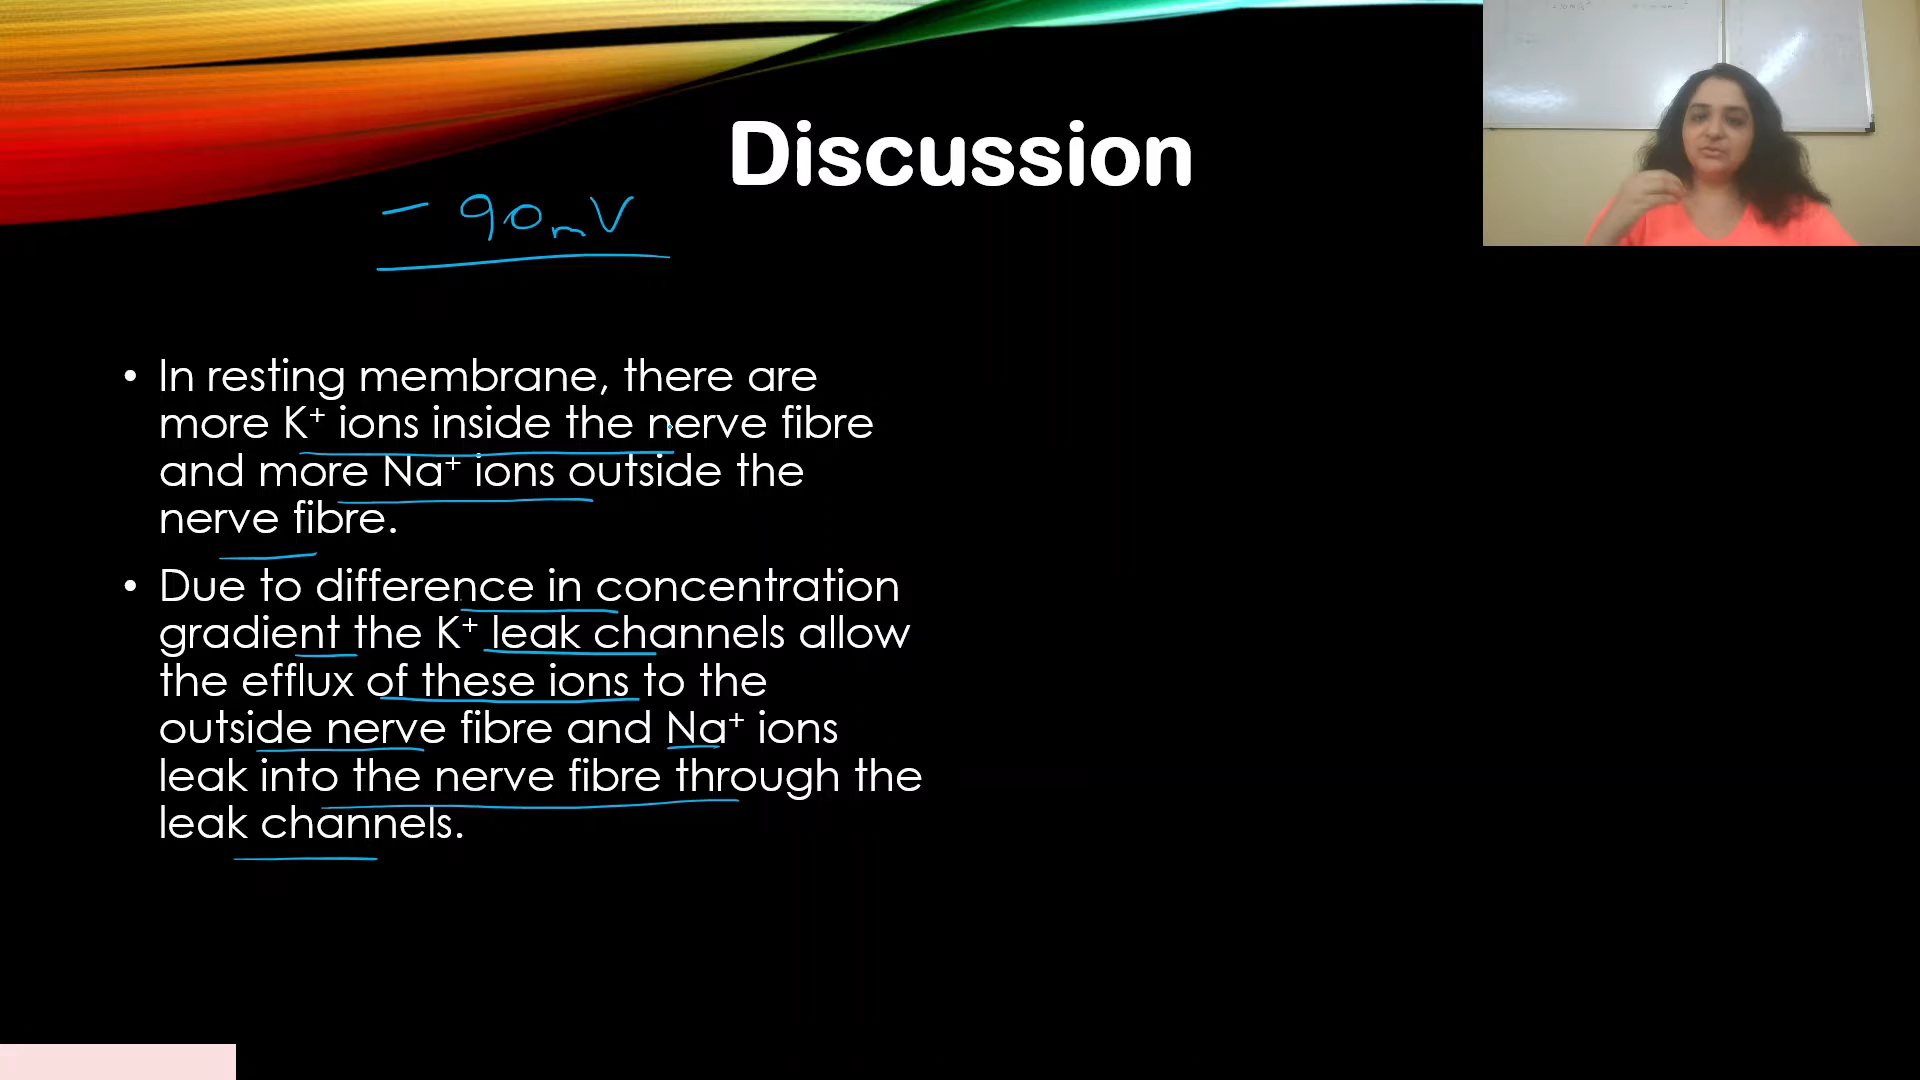 Discussion
- 90mV
• In resting membrane, there are
more K⁺ ions inside the nerve fibre
and more Na⁺ ions outside the
nerve fibre.
• Due to difference in concentration
gradient the K⁺ leak channels allow
the efflux of these ions to the
outside nerve fibre and Na⁺ ions
leak into the nerve fibre through the
leak channels.